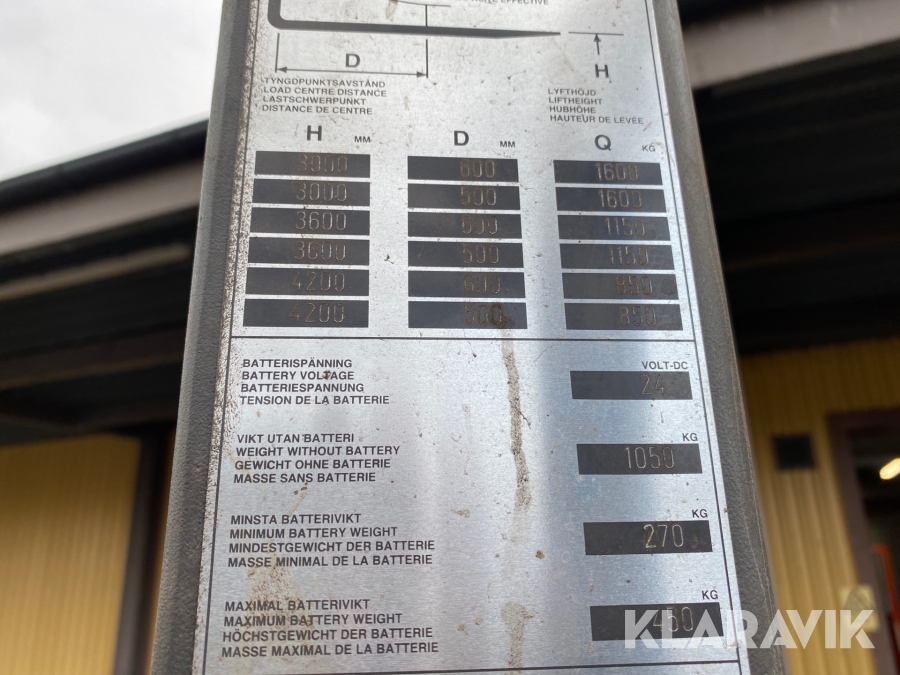 EFFECTIVE
D
H
TYNGDPUNKTSAVSTÅND
LOAD CENTRE DISTANCE
LASTSCHWERPUNKT
DISTANCE DE CENTRE
LYFTHÖJD
LIFTHEIGHT
HUBHÖHE
HAUTEUR DE LEVÉE
H MM D MM Q KG
3000 600 1600
3000 500 1600
3600 600 1150
3600 500 1150
4200 600 850
4200 500 850
BATTERISPÄNNING
BATTERY VOLTAGE
BATTERIESPANNUNG
TENSION DE LA BATTERIE
VOLT-DC
24
VIKT UTAN BATTERI
WEIGHT WITHOUT BATTERY
GEWICHT OHNE BATTERIE
MASSE SANS BATTERIE
KG
1050
MINSTA BATTERIVIKT
MINIMUM BATTERY WEIGHT
MINDESTGEWICHT DER BATTERIE
MASSE MINIMAL DE LA BATTERIE
KG
270
MAXIMAL BATTERIVIKT
MAXIMUM BATTERY WEIGHT
HÖCHSTGEWICHT DER BATTERIE
MASSE MAXIMAL DE LA BATTERIE
KG
KLARAVIK